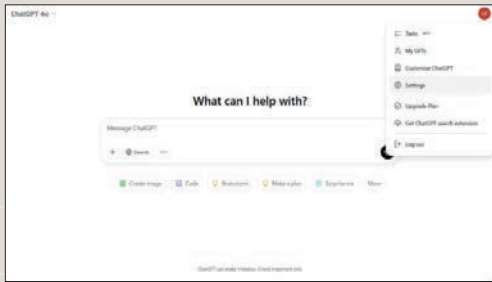 ChatGPT 4o
Tasks
My GPTs
Customize ChatGPT
Settings
What can I help with?
Upgrade Plan
Message ChatGPT
Get ChatGPT search extension
Log out
+ Search ...
Create image Code Brainstorm Make a plan Surprise me More
ChatGPT can make mistakes. Check important info.